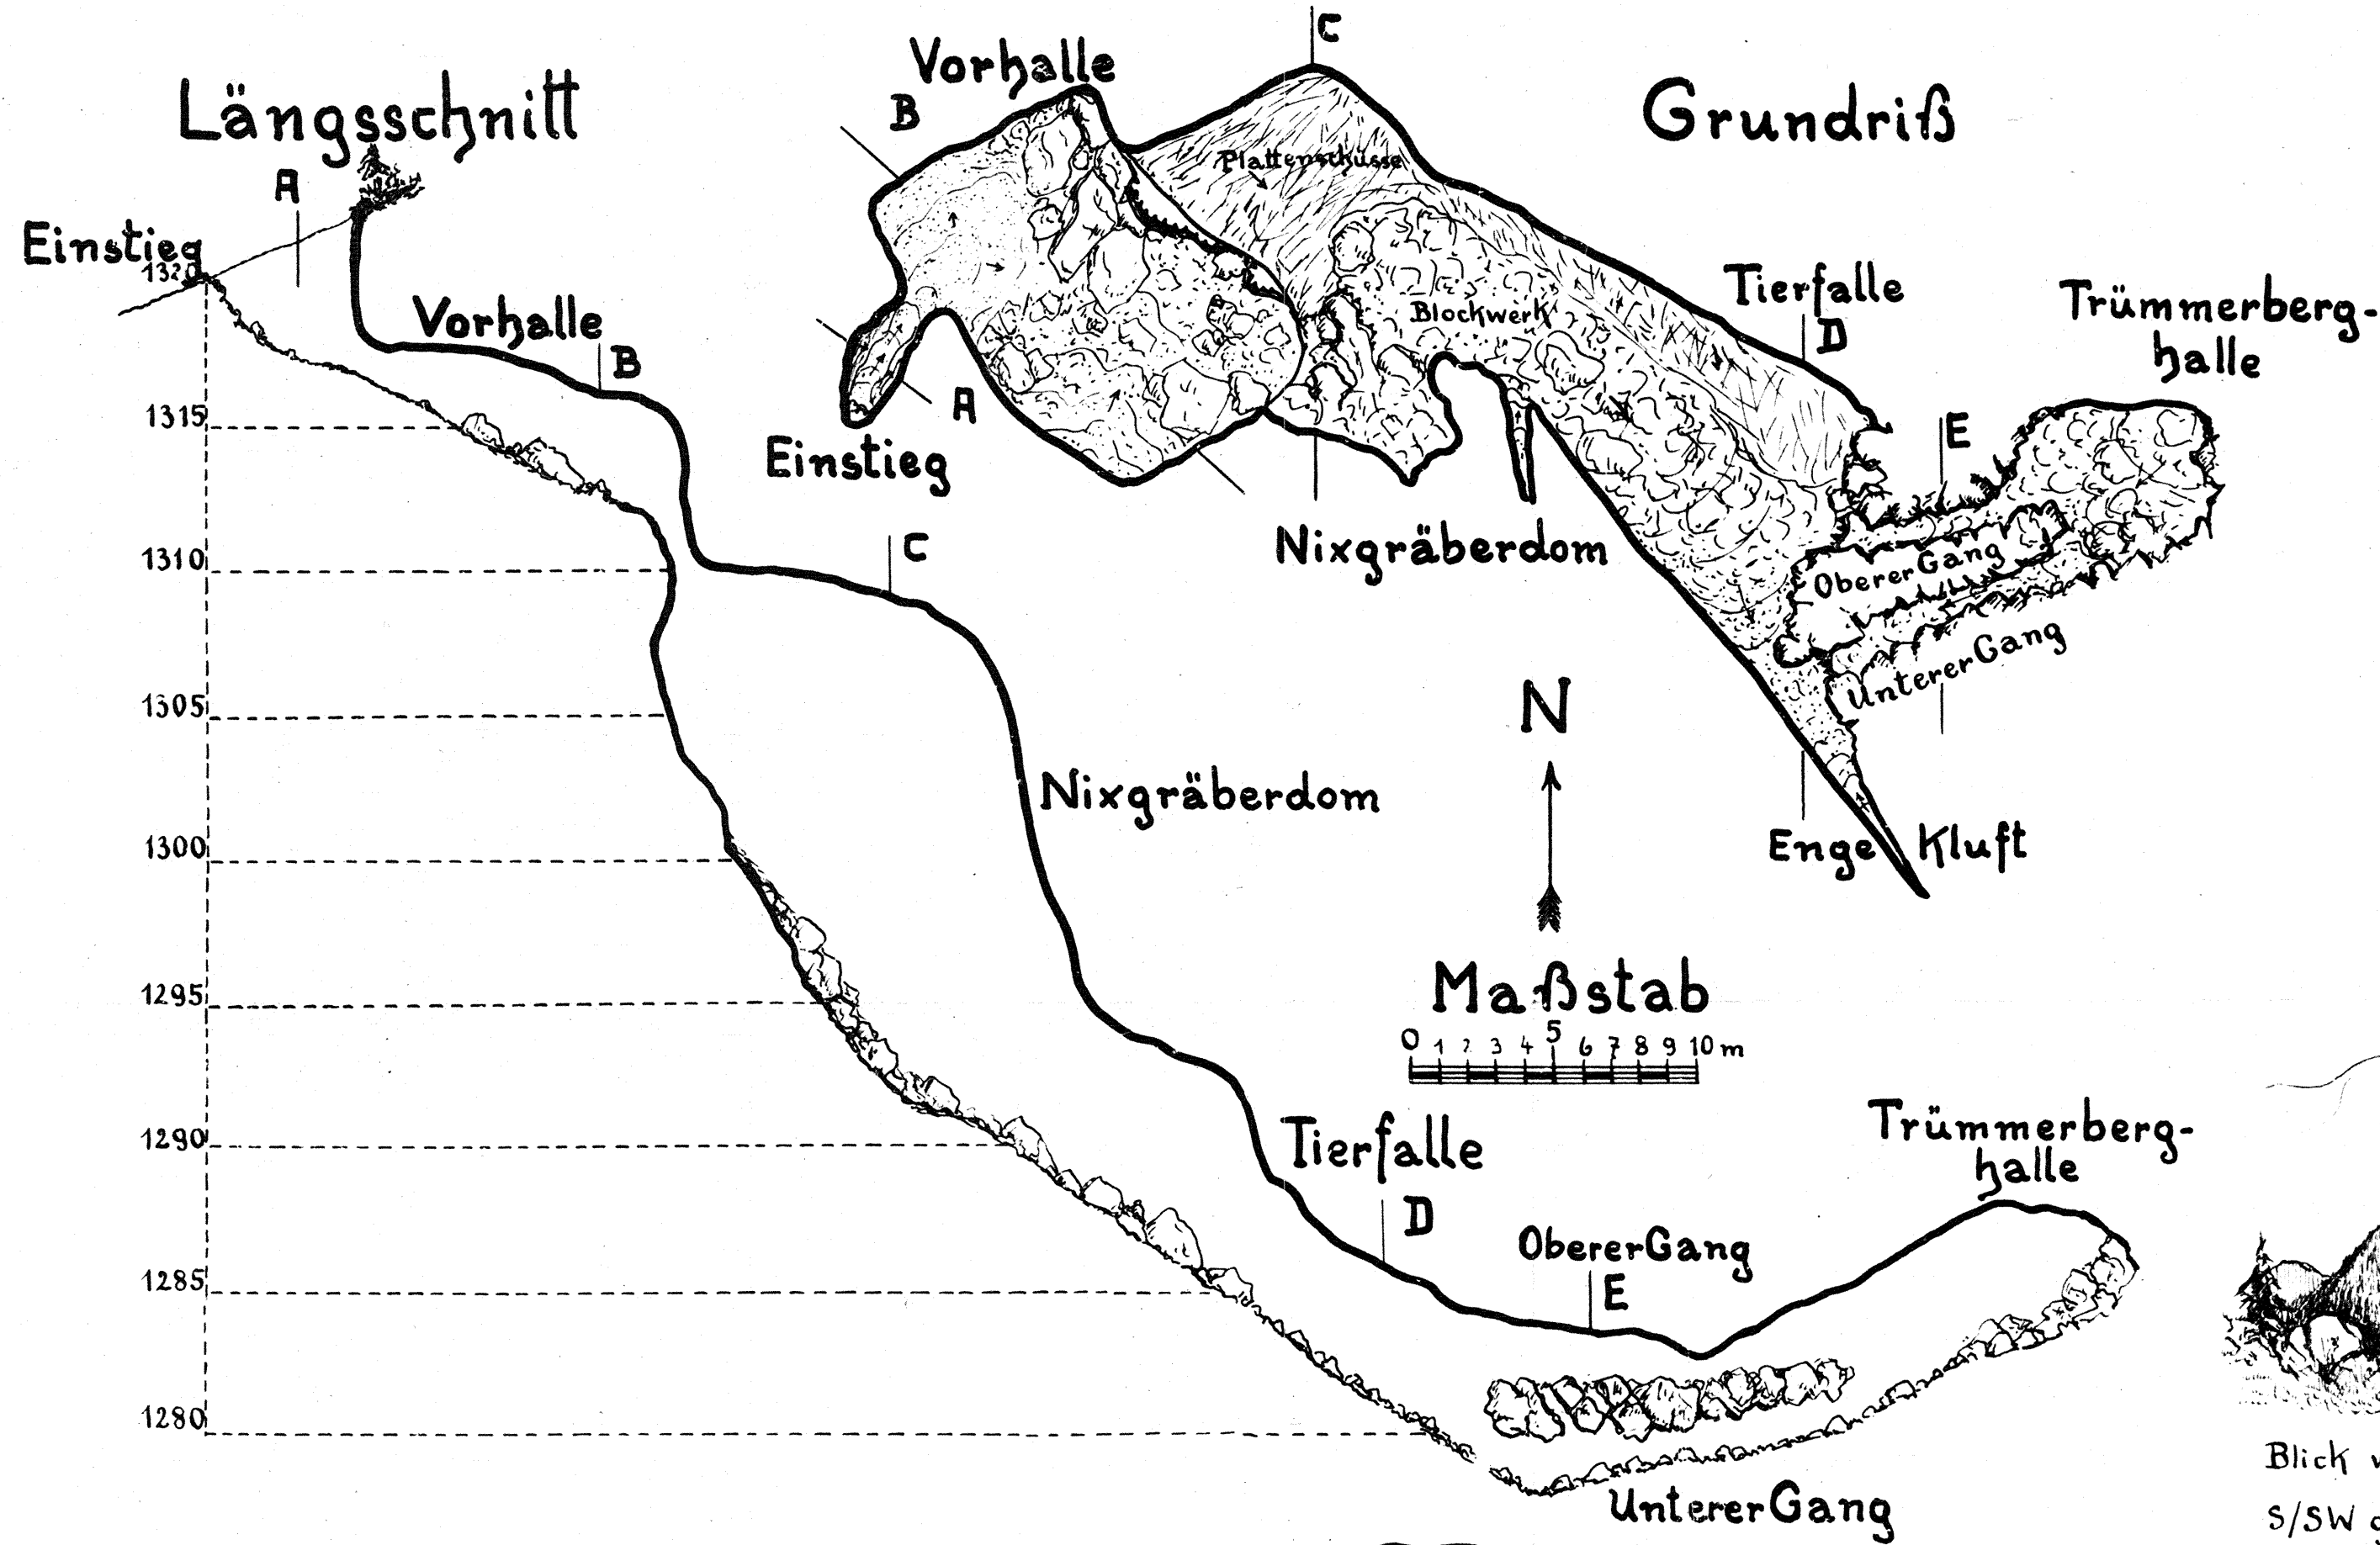 Längsschnitt
A
Einstieg
1320
Vorhalle
B
1315
C
1310
1305
Nixgräberdom
1300
1295
1290
Tierfalle
D
1285
Oberer Gang
E
Trümmerberg-
halle
1280
Unterer Gang
Grundriß
C
Vorhalle
B
Plattenschüsse
Blockwerk
A
Einstieg
Tierfalle
D
Trümmerberg-
halle
E
Nixgräberdom
Oberer Gang
Unterer Gang
Enge Kluft
N
Maßstab
0 1 2 3 4 5 6 7 8 9 10 m
Blick
S/SW